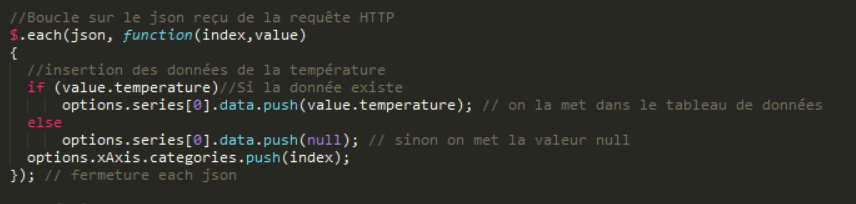 //Boucle sur le json reçu de la requête HTTP
$.each(json, function(index,value)
{
//insertion des données de la température
if (value.temperature)//Si la donnée existe
options.series[0].data.push(value.temperature); // on la met dans le tableau de données
else
options.series[0].data.push(null); // sinon on met la valeur null
options.xAxis.categories.push(index);
}); // fermeture each json